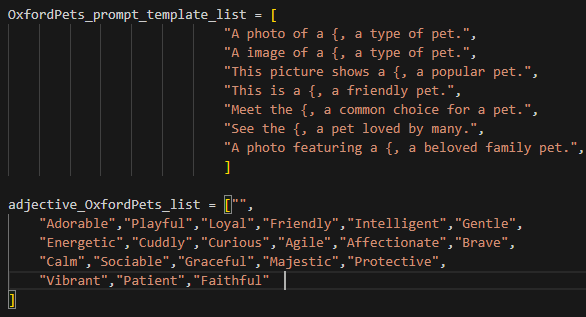 OxfordPets_prompt_template_list = [
"A photo of a {, a type of pet.",
"A image of a {, a type of pet.",
"This picture shows a {, a popular pet.",
"This is a {, a friendly pet.",
"Meet the {, a common choice for a pet.",
"See the {, a pet loved by many.",
"A photo featuring a {, a beloved family pet.",
]
adjective_OxfordPets_list = ["",
"Adorable","Playful","Loyal","Friendly","Intelligent","Gentle",
"Energetic","Cuddly","Curious","Agile","Affectionate","Brave",
"Calm","Sociable","Graceful","Majestic","Protective",
"Vibrant","Patient","Faithful"
]